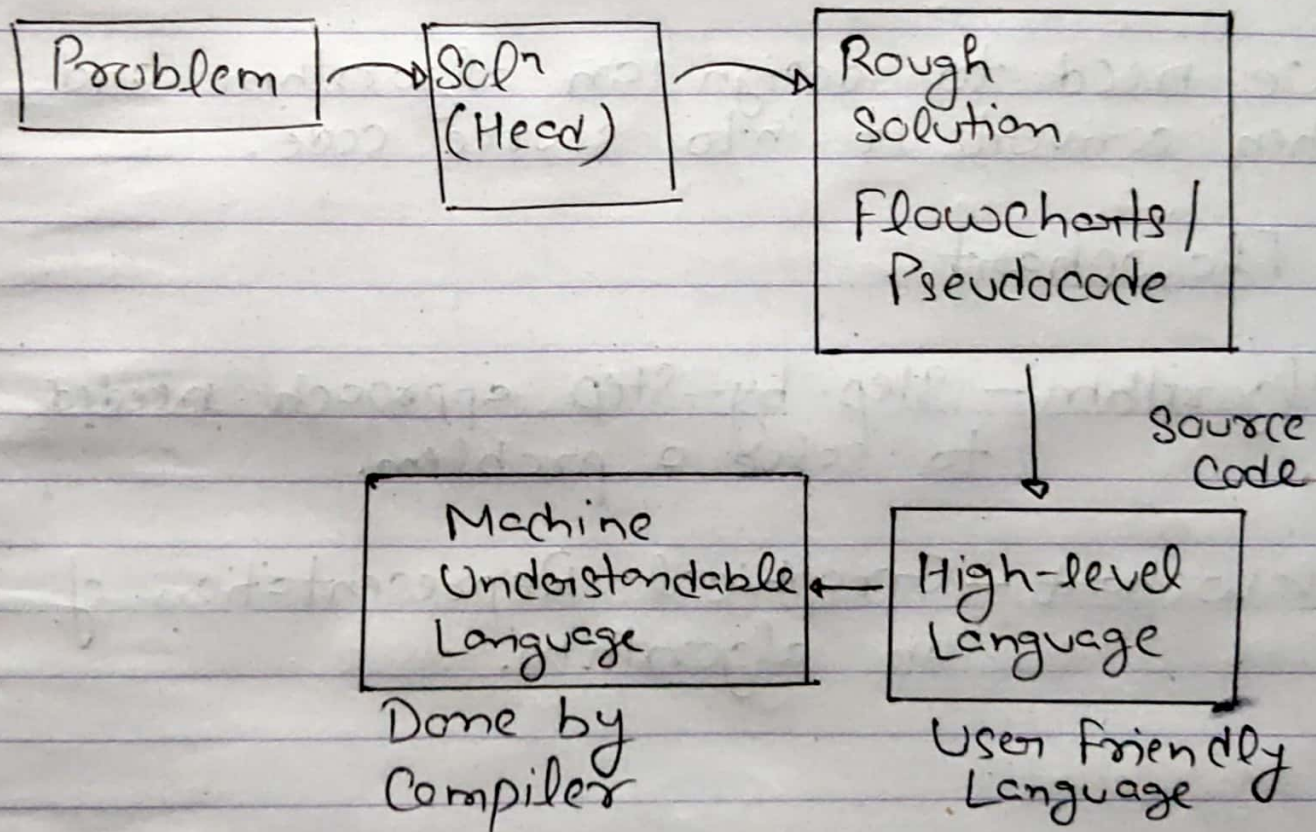 Problem
Soln
(Head)
Rough
Solution
Flowcharts/
Pseudocode
Source
Code
High-level
Language
User Friendly
Language
Machine
Understandable
Language
Done by
Compiler